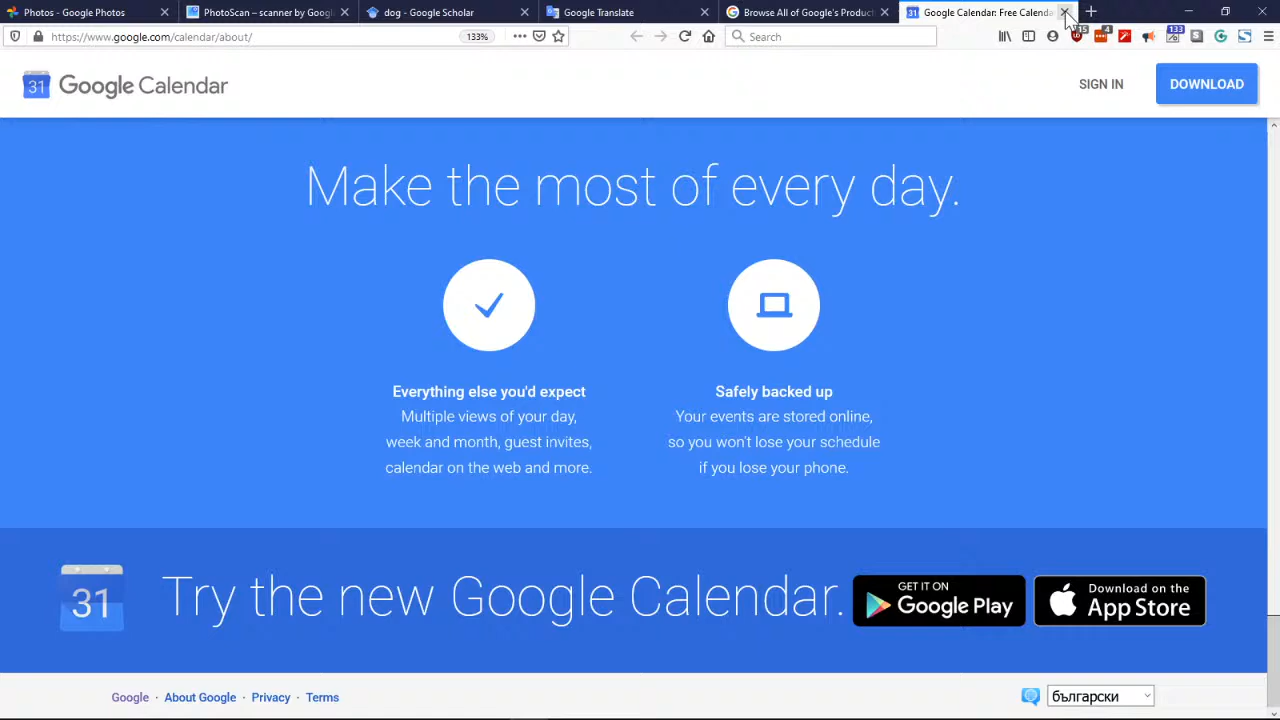 Photos - Google Photos
PhotoScan – scanner by Googl
dog - Google Scholar
Google Translate
Browse All of Google's Product
Google Calendar: Free Calenda
https://www.google.com/calendar/about/
133%
Search
15
4
133
31 Google Calendar
SIGN IN
DOWNLOAD
Make the most of every day.
Everything else you'd expect
Multiple views of your day,
week and month, guest invites,
calendar on the web and more.
Safely backed up
Your events are stored online,
so you won't lose your schedule
if you lose your phone.
31
Try the new Google Calendar.
GET IT ON
Google Play
Download on the
App Store
Google · About Google · Privacy · Terms
български